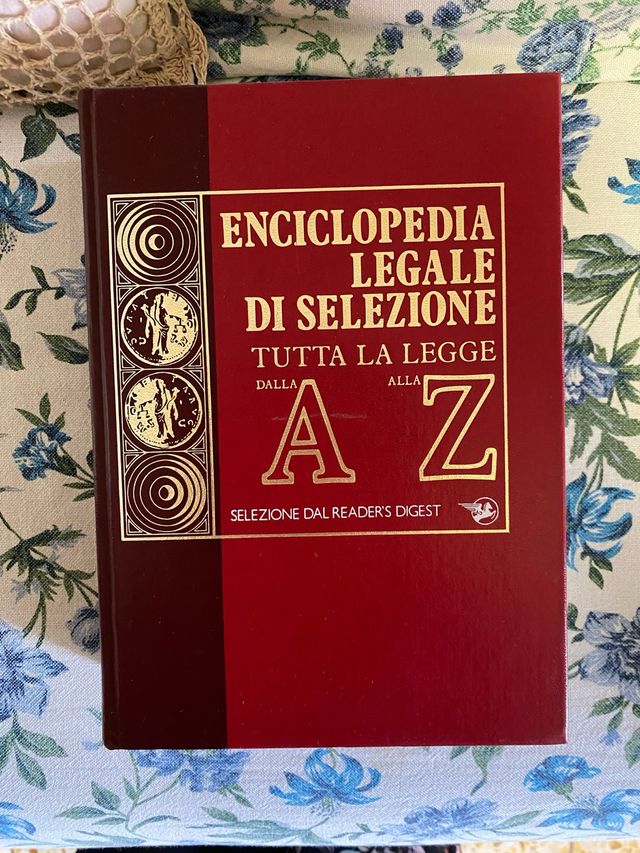 ENCICLOPEDIA
LEGALE
DI SELEZIONE
TUTTA LA LEGGE
DALLA A ALLA Z
SELEZIONE DAL READER'S DIGEST